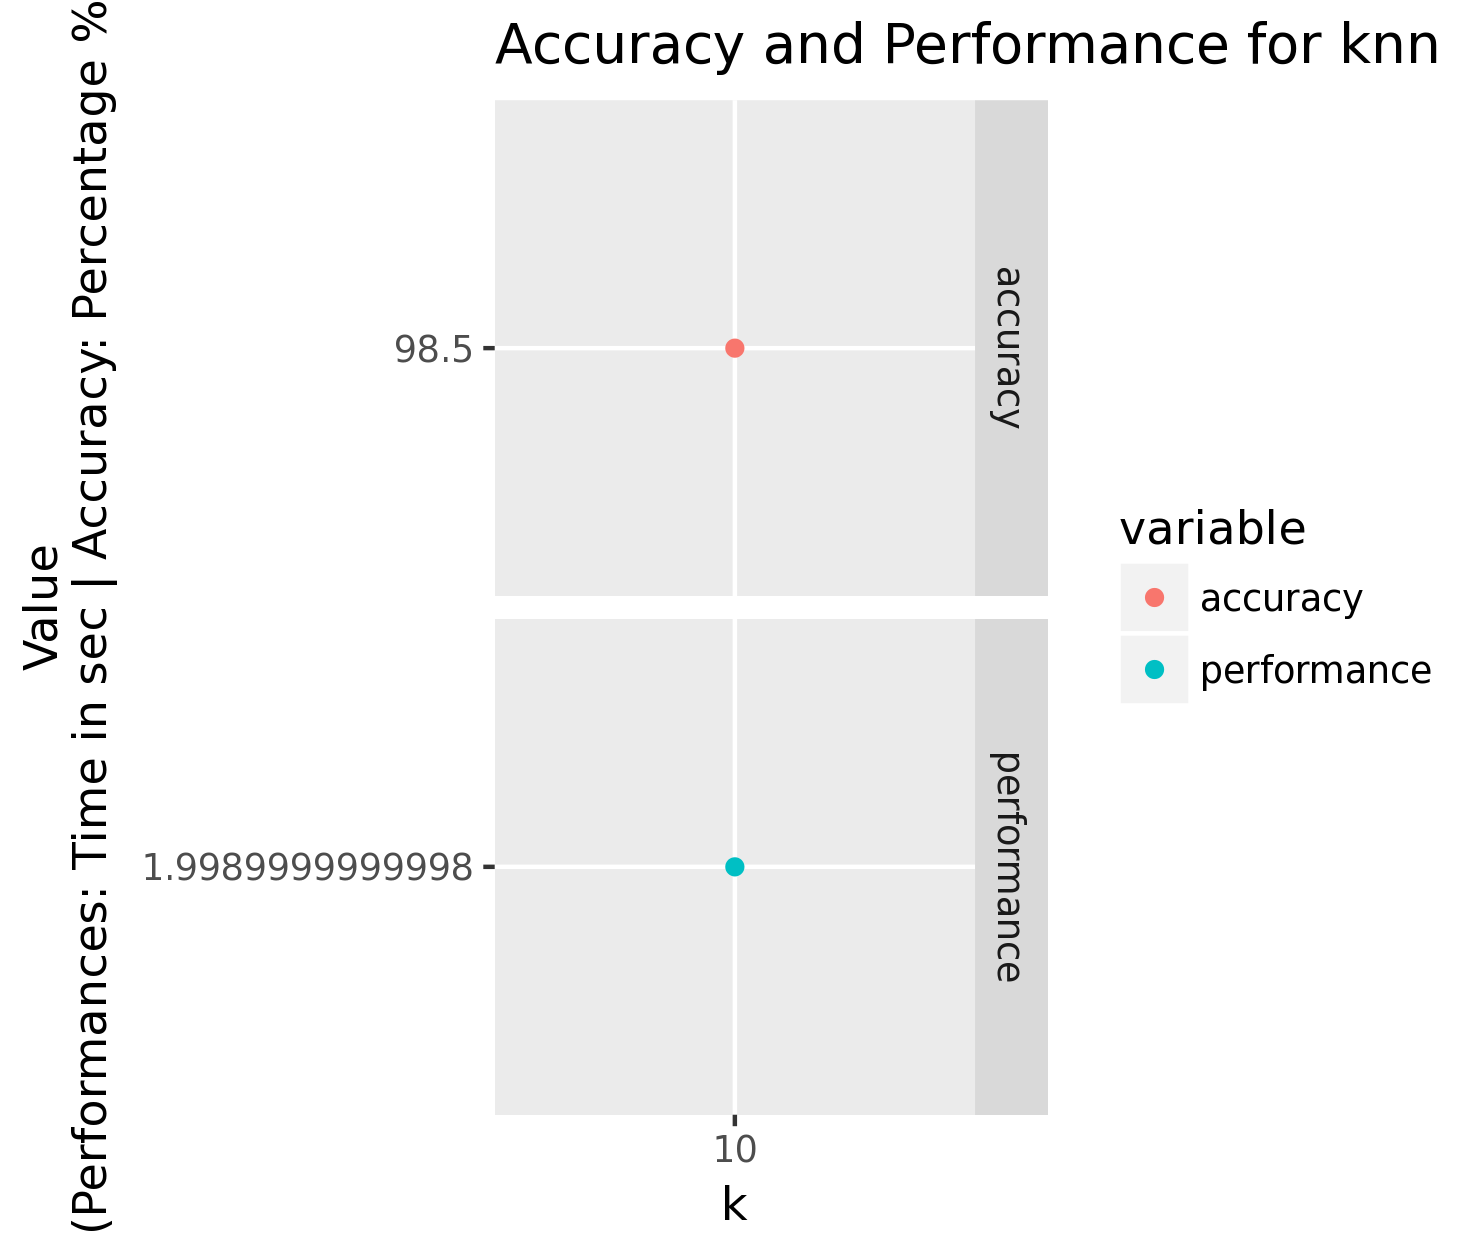 Accuracy and Performance for knn
Value
(Performances: Time in sec | Accuracy: Percentage %
98.5
accuracy
1.99899999999998
performance
10
k
variable
accuracy
performance